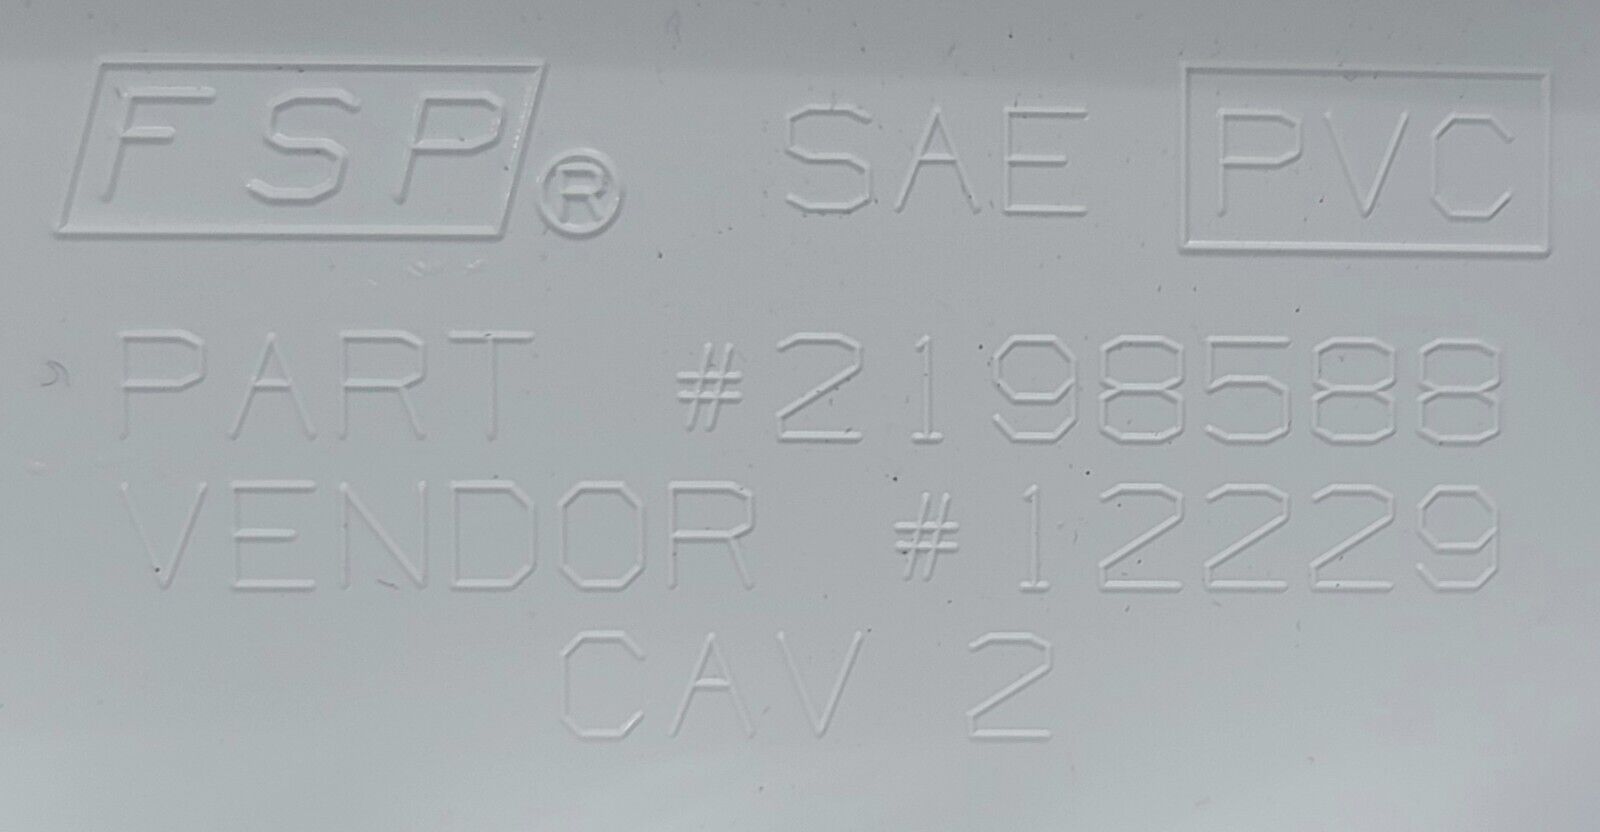 FSP® SAE PVC
PART #2198588
VENDOR #12229
CAV 2